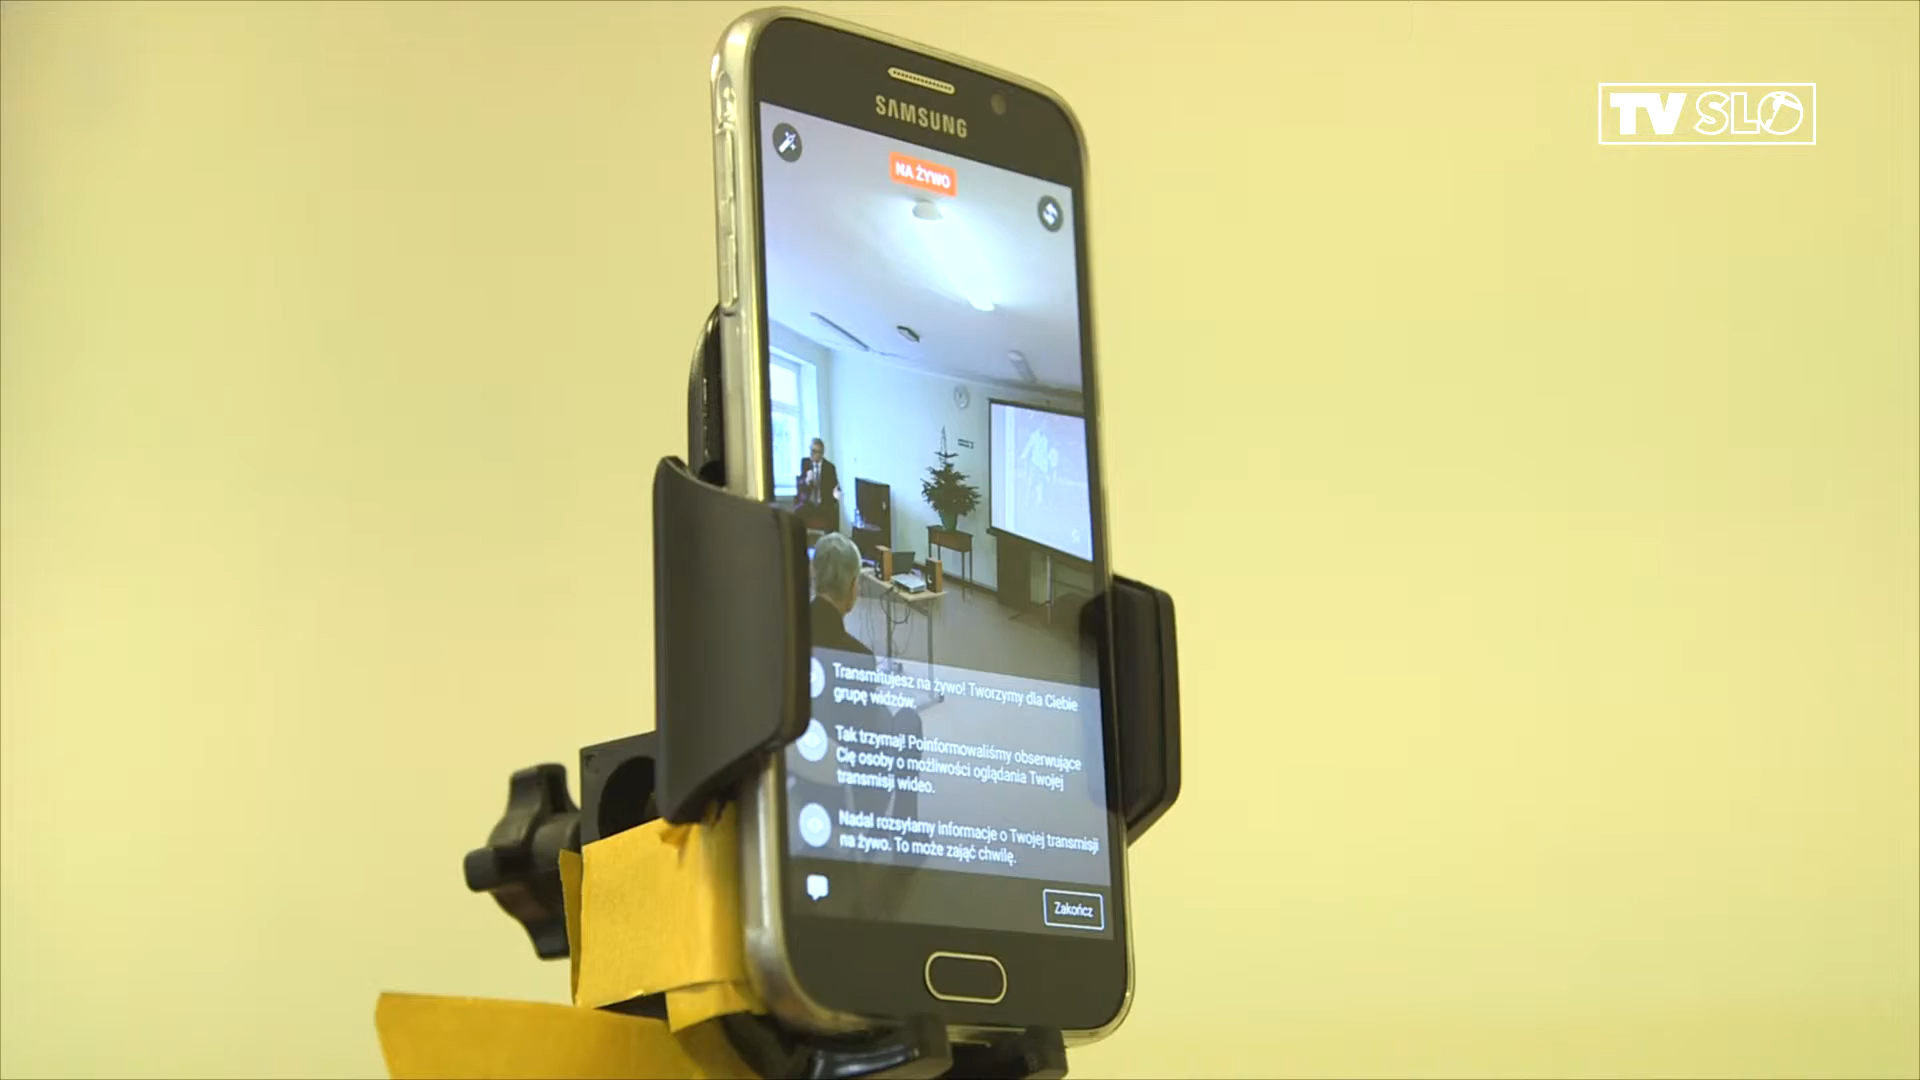 TV SLO
SAMSUNG
NA ŻYWO
Transmitujesz na żywo! Tworzymy dla Ciebie
grupę widzów.
Tak trzymaj! Poinformowaliśmy obserwujące
Cię osoby o możliwości oglądania Twojej
transmisji wideo.
Nadal rozsyłamy informacje o Twojej transmisji
na żywo. To może zająć chwilę.
Zakończ